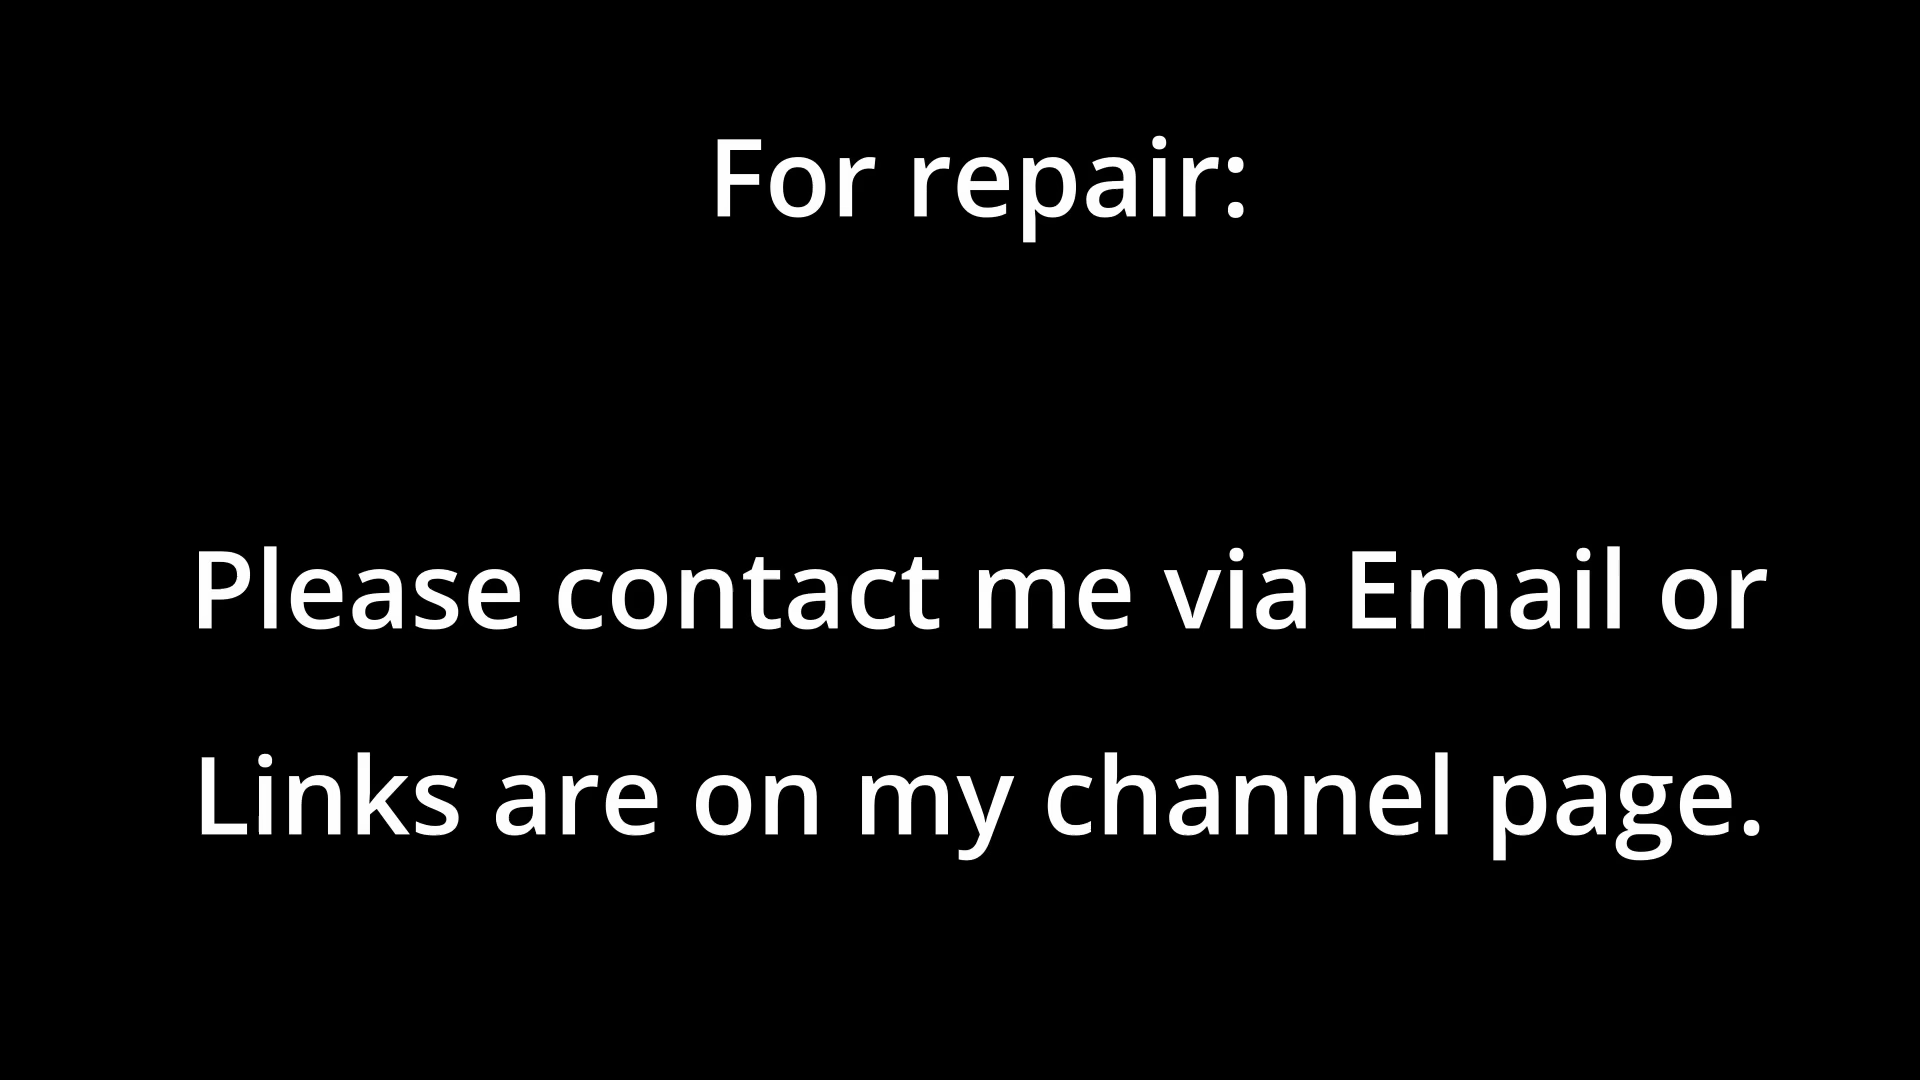 For repair:
Please contact me via Email or
Links are on my channel page.